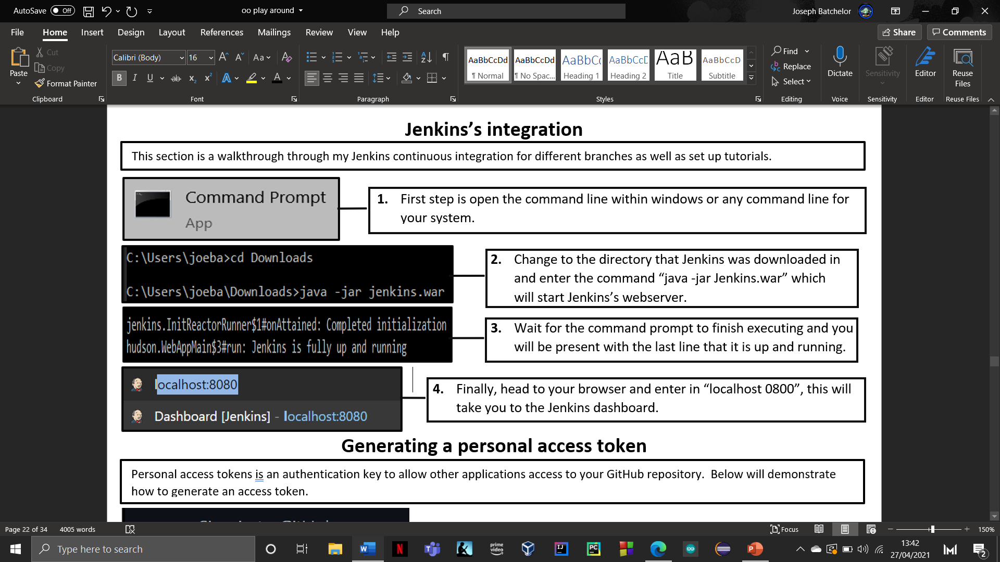 AutoSave Off
oo play around
Search
Joseph Batchelor
File Home Insert Design Layout References Mailings Review View Help
Share Comments
Paste
Cut
Copy
Format Painter
Clipboard
Calibri (Body) 16
Font
Paragraph
AaBbCcDd AaBbCcDd AaBbCc AaBbCcD AaB AaBbCcD
¶ Normal ¶ No Spac... Heading 1 Heading 2 Title Subtitle
Styles
Find
Replace
Select
Editing
Dictate
Voice
Sensitivity
Sensitivity
Editor
Editor
Reuse
Files
Reuse Files
Jenkins’s integration
This section is a walkthrough through my Jenkins continuous integration for different branches as well as set up tutorials.
Command Prompt
App
1. First step is open the command line within windows or any command line for
your system.
C:\Users\joeba>cd Downloads
C:\Users\joeba\Downloads>java -jar jenkins.war
2. Change to the directory that Jenkins was downloaded in
and enter the command “java -jar Jenkins.war” which
will start Jenkins’s webserver.
jenkins.InitReactorRunner$1#onAttained: Completed initialization
hudson.WebAppMain$3#run: Jenkins is fully up and running
3. Wait for the command prompt to finish executing and you
will be present with the last line that it is up and running.
localhost:8080
Dashboard [Jenkins] - localhost:8080
4. Finally, head to your browser and enter in “localhost 0800”, this will
take you to the Jenkins dashboard.
Generating a personal access token
Personal access tokens is an authentication key to allow other applications access to your GitHub repository. Below will demonstrate
how to generate an access token.
Page 22 of 34 4005 words
Focus
150%
Type here to search
prime
video
13:42
27/04/2021
2